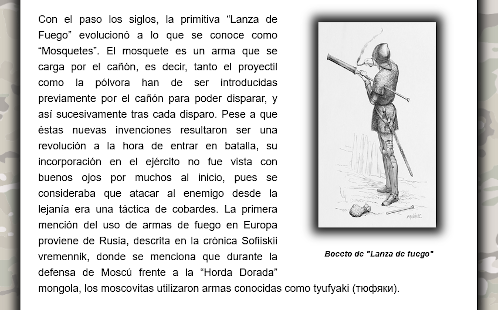 Con el paso los siglos, la primitiva “Lanza de
Fuego” evolucionó a lo que se conoce como
“Mosquetes”. El mosquete es un arma que se
carga por el cañón, es decir, tanto el proyectil
como la pólvora han de ser introducidas
previamente por el cañón para poder disparar, y
así sucesivamente tras cada disparo. Pese a que
éstas nuevas invenciones resultaron ser una
revolución a la hora de entrar en batalla, su
incorporación en el ejército no fue vista con
buenos ojos por muchos al inicio, pues se
consideraba que atacar al enemigo desde la
lejanía era una táctica de cobardes. La primera
mención del uso de armas de fuego en Europa
proviene de Rusia, descrita en la crónica Sofiiskii
vremennik, donde se menciona que durante la
defensa de Moscú frente a la “Horda Dorada”
mongola, los moscovitas utilizaron armas conocidas como tyufyaki (тюфяки).
Boceto de "Lanza de fuego"